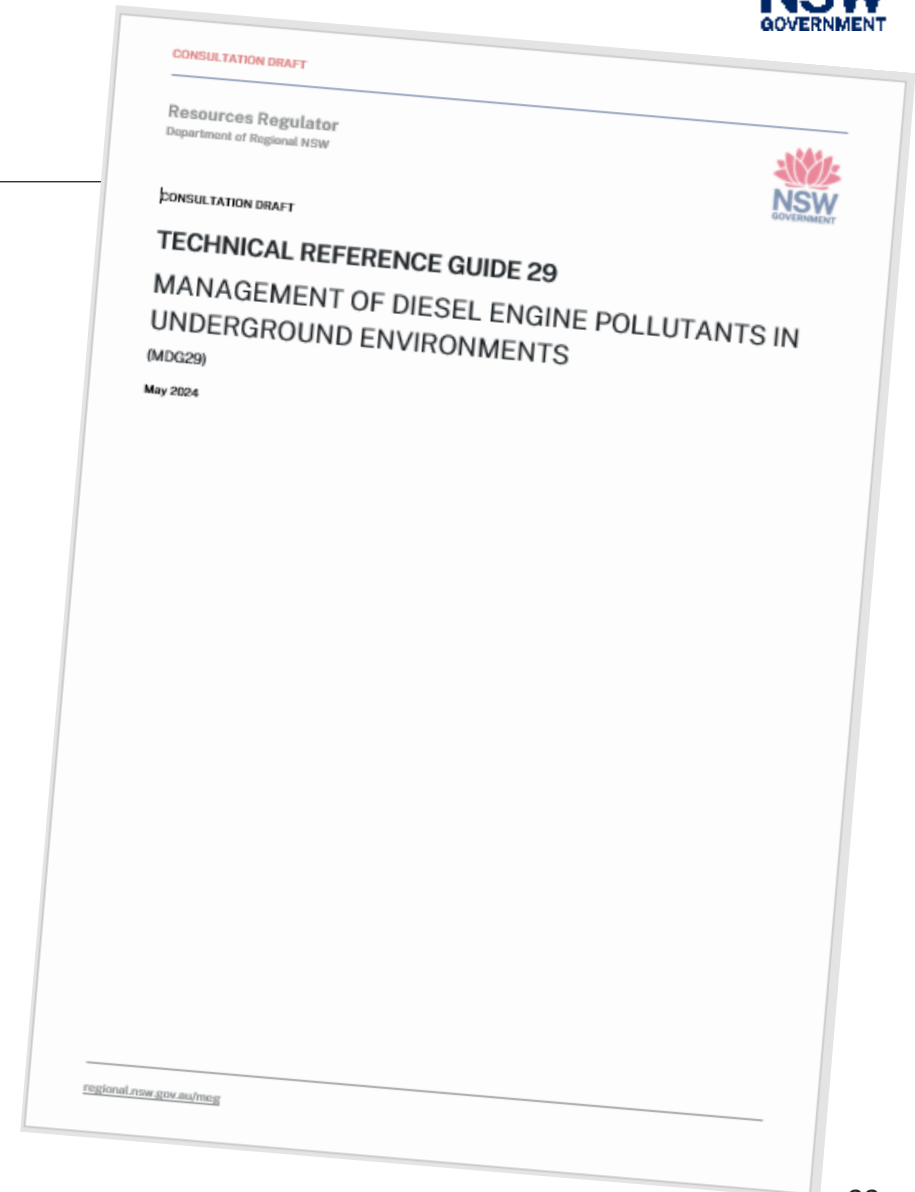 NSW
GOVERNMENT
CONSULTATION DRAFT
Resources Regulator
Department of Regional NSW
NSW
GOVERNMENT
CONSULTATION DRAFT
TECHNICAL REFERENCE GUIDE 29
MANAGEMENT OF DIESEL ENGINE POLLUTANTS IN
UNDERGROUND ENVIRONMENTS
(MDG29)
May 2024
regional.nsw.gov.au/meg